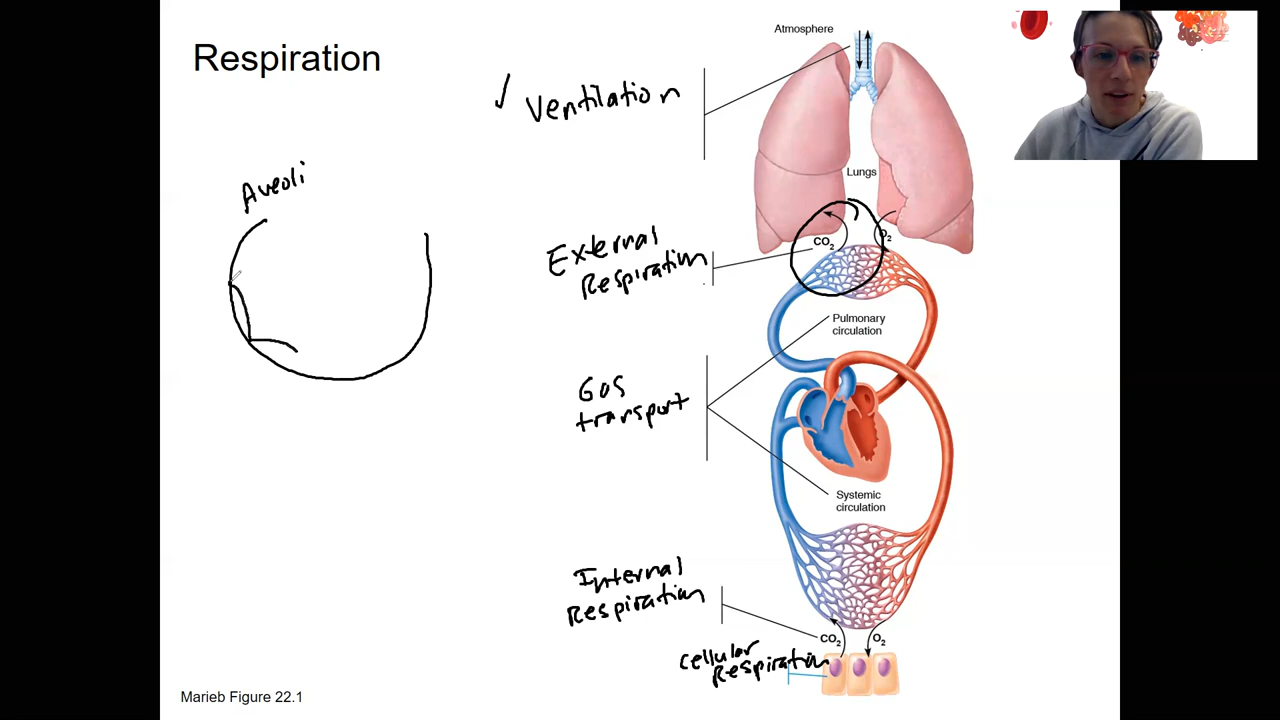 Respiration
Atmosphere
✓ Ventilation
Lungs
Aveoli
External
Respiration
CO2
O2
Pulmonary
circulation
Gas
transport
Systemic
circulation
Internal
Respiration
CO2
O2
Cellular
Respiration
Marieb Figure 22.1